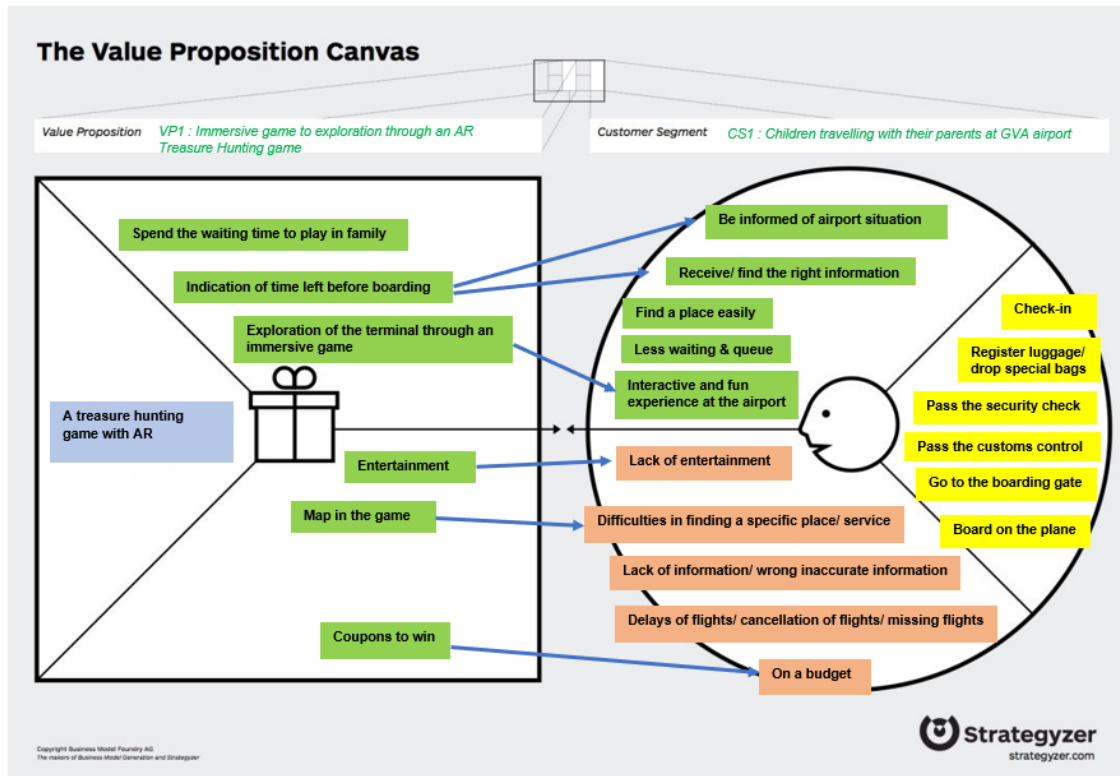 The Value Proposition Canvas
Value Proposition
VP1 : Immersive game to exploration through an AR
Treasure Hunting game
Customer Segment
CS1 : Children travelling with their parents at GVA airport
Spend the waiting time to play in family
Indication of time left before boarding
Exploration of the terminal through an
immersive game
A treasure hunting
game with AR
Entertainment
Map in the game
Coupons to win
Be informed of airport situation
Receive/ find the right information
Find a place easily
Less waiting & queue
Interactive and fun
experience at the airport
Lack of entertainment
Difficulties in finding a specific place/ service
Lack of information/ wrong inaccurate information
Delays of flights/ cancellation of flights/ missing flights
On a budget
Check-in
Register luggage/
drop special bags
Pass the security check
Pass the customs control
Go to the boarding gate
Board on the plane
Copyright Business Model Foundry AG
The makers of Business Model Generation and Strategyzer
Strategyzer
strategyzer.com